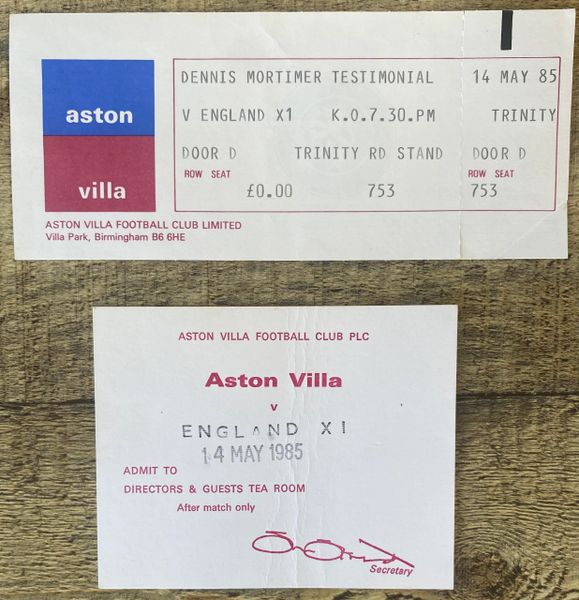 aston
villa
DENNIS MORTIMER TESTIMONIAL 14 MAY 85
V ENGLAND X1 K.O.7.30.PM TRINITY
DOOR D TRINITY RD STAND DOOR D
ROW SEAT ROW SEAT
£0.00 753 753
ASTON VILLA FOOTBALL CLUB LIMITED
Villa Park, Birmingham B6 6HE
ASTON VILLA FOOTBALL CLUB PLC
Aston Villa
v
ENGLAND XI
14 MAY 1985
ADMIT TO
DIRECTORS & GUESTS TEA ROOM
After match only
Secretary